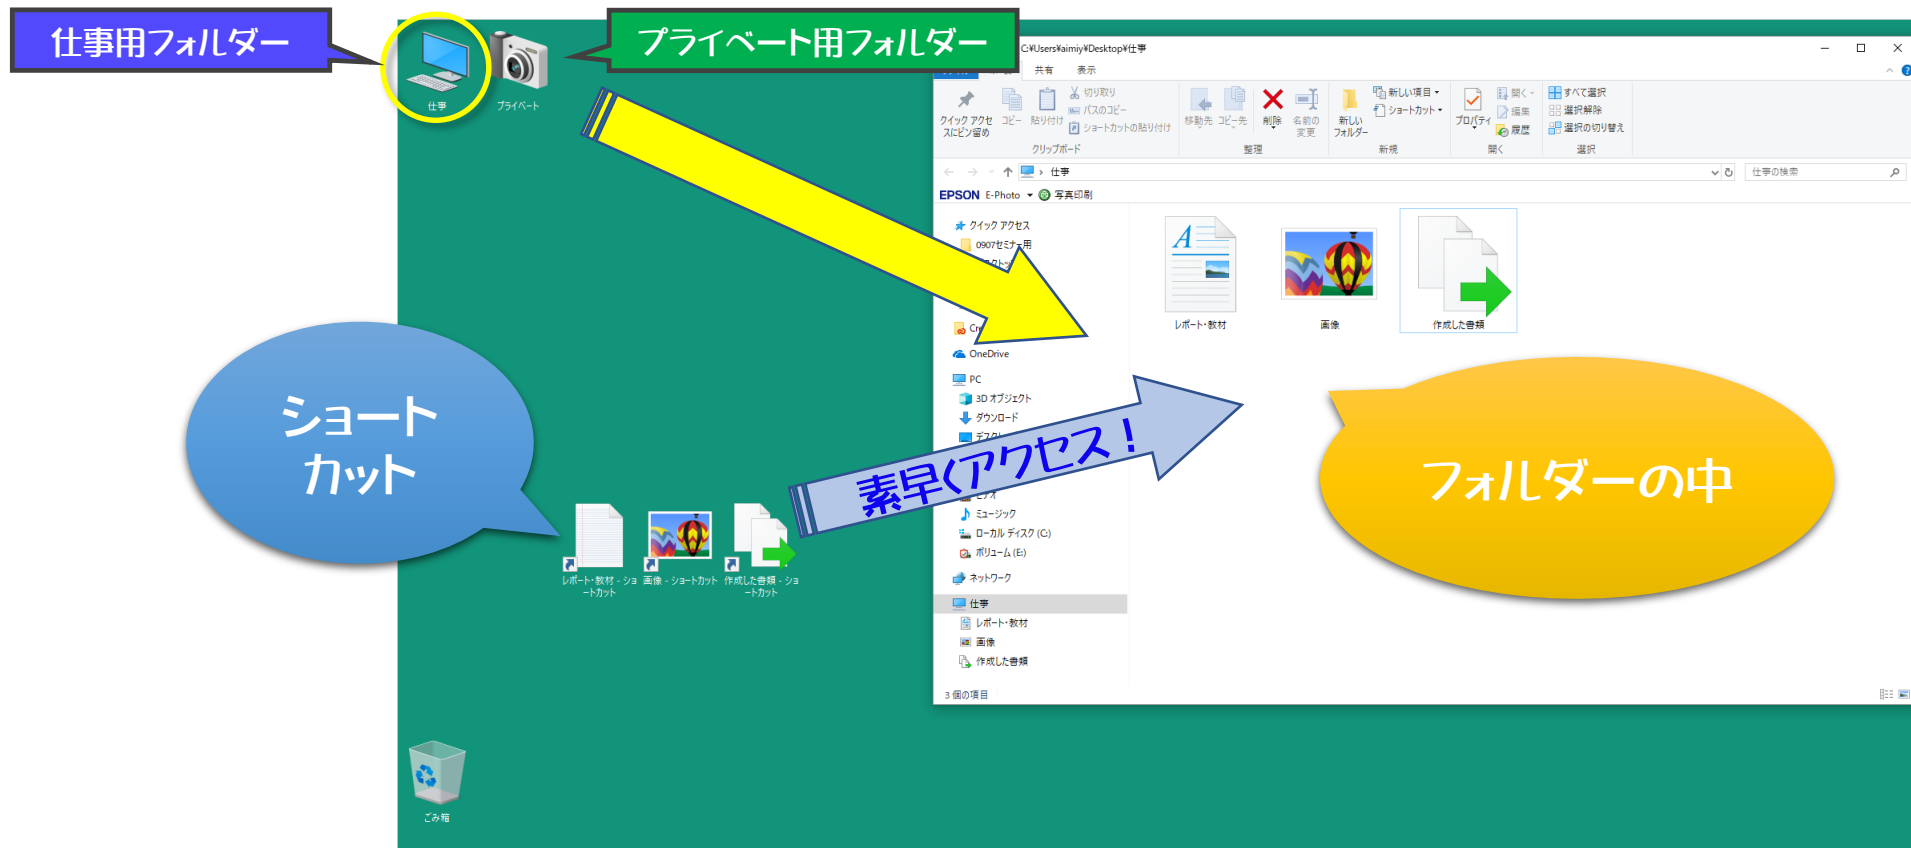 仕事用フォルダー
プライベート用フォルダー
仕事
プライベート
C:¥Users¥aimiy¥Desktop¥仕事
共有 表示
クイック アクセ
スにピン留め
コピー
貼り付け
切り取り
パスのコピー
ショートカットの貼り付け
移動先
コピー先
削除
名前の
変更
新しい
フォルダー
新しい項目
ショートカット
プロパティ
開く
編集
履歴
すべて選択
選択解除
選択の切り替え
クリップボード
整理
新規
開く
選択
仕事
仕事の検索
EPSON E-Photo 写真印刷
クイック アクセス
0907セミナー用
OneDrive
PC
3D オブジェクト
ダウンロード
ビデオ
ミュージック
ローカル ディスク (C:)
ボリューム (E:)
ネットワーク
仕事
レポート・教材
画像
作成した書類
3 個の項目
レポート・教材
画像
作成した書類
ショート
カット
素早くアクセス！
フォルダーの中
レポート・教材 - ショ
ートカット
画像 - ショートカット
作成した書類 - ショ
ートカット
ごみ箱